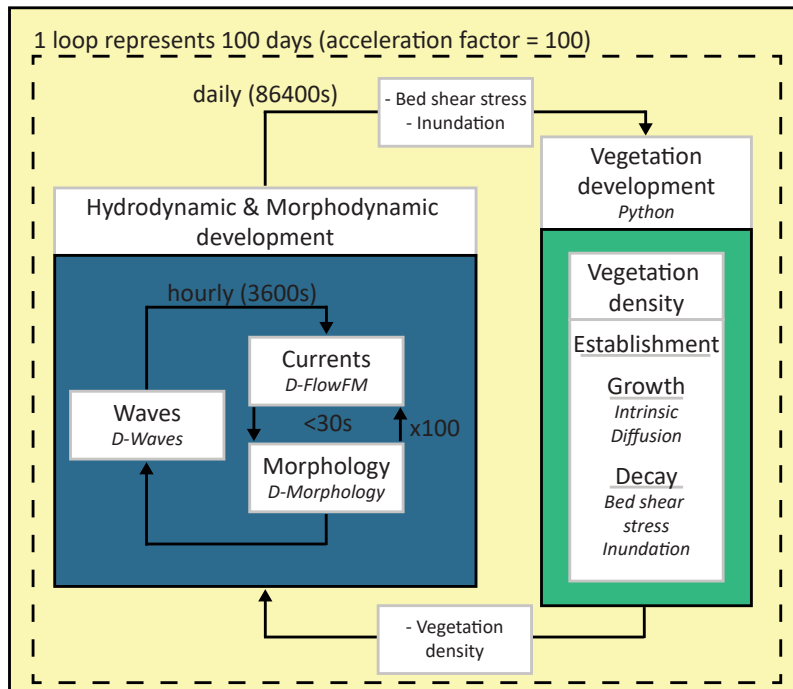 1 loop represents 100 days (acceleration factor = 100)
daily (86400s)
- Bed shear stress
- Inundation
Vegetation
development
Python
Hydrodynamic & Morphodynamic
development
hourly (3600s)
Currents
D-FlowFM
Waves
D-Waves
<30s
x100
Morphology
D-Morphology
Vegetation
density
Establishment
Growth
Intrinsic
Diffusion
Decay
Bed shear
stress
Inundation
- Vegetation
density